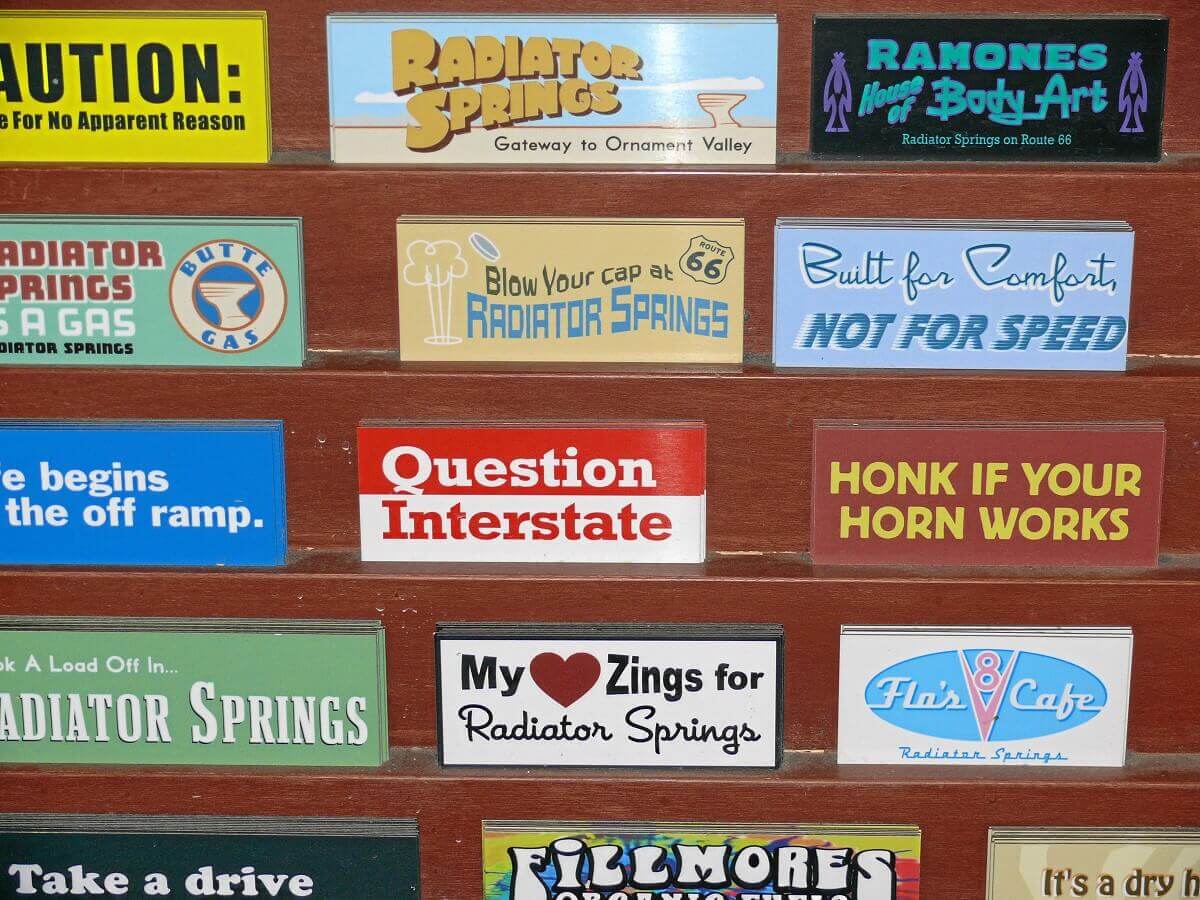 AUTION:
e For No Apparent Reason
RADIATOR
SPRINGS
Gateway to Ornament Valley
RAMONES
House of Body Art
Radiator Springs on Route 66
ADIATOR
PRINGS
S A GAS
DIATOR SPRINGS
BUTTE
GAS
Blow Your cap at
RADIATOR SPRINGS
ROUTE
66
Built for Comfort,
NOT FOR SPEED
e begins
the off ramp.
Question
Interstate
HONK IF YOUR
HORN WORKS
ok A Load Off In...
ADIATOR SPRINGS
My Zings for
Radiator Springs
Flo's V8 Cafe
Radiator Springs
Take a drive
FILLMORES
ORGANIC FUELS
It's a dry h